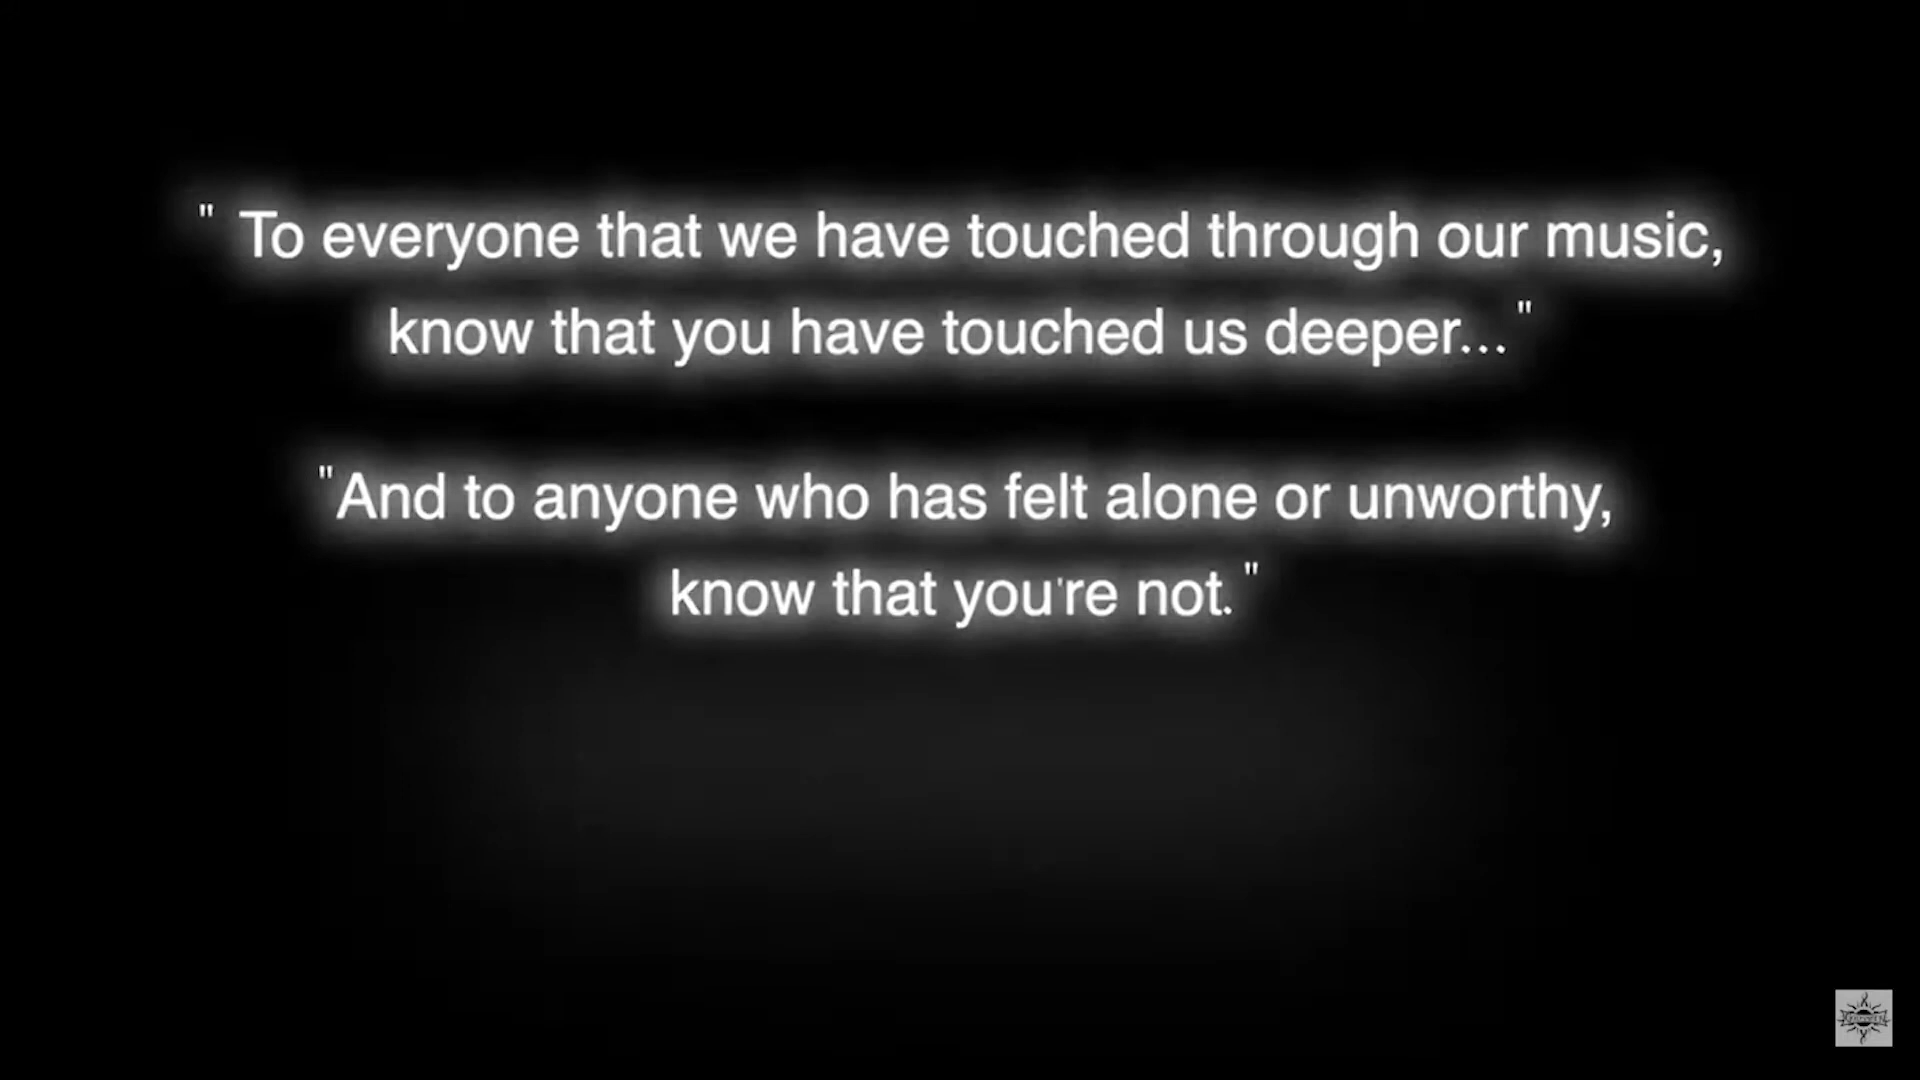 " To everyone that we have touched through our music,
know that you have touched us deeper..."
"And to anyone who has felt alone or unworthy,
know that you're not."